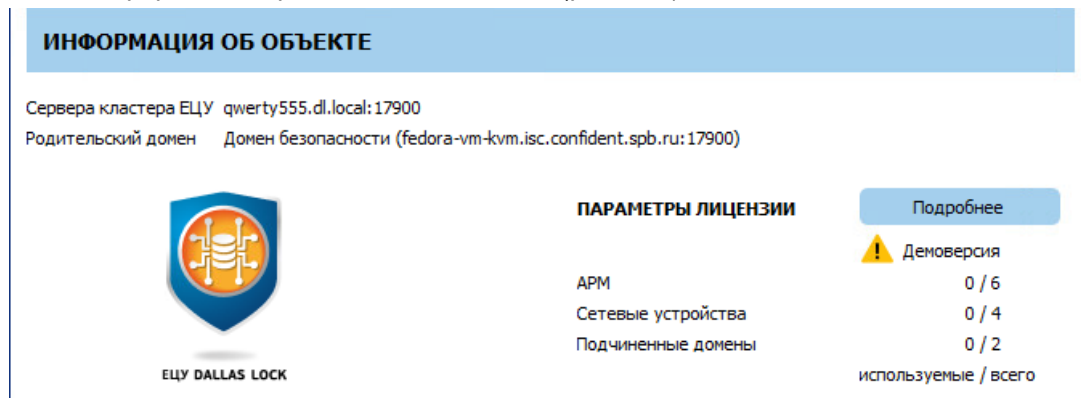 ИНФОРМАЦИЯ ОБ ОБЪЕКТЕ
Сервера кластера ЕЦУ qwerty555.dl.local:17900
Родительский домен Домен безопасности (fedora-vm-kvm.isc.confident.spb.ru:17900)
ПАРАМЕТРЫ ЛИЦЕНЗИИ Подробнее
Демоверсия
АРМ 0 / 6
Сетевые устройства 0 / 4
Подчиненные домены 0 / 2
ЕЦУ DALLAS LOCK
используемые / всего